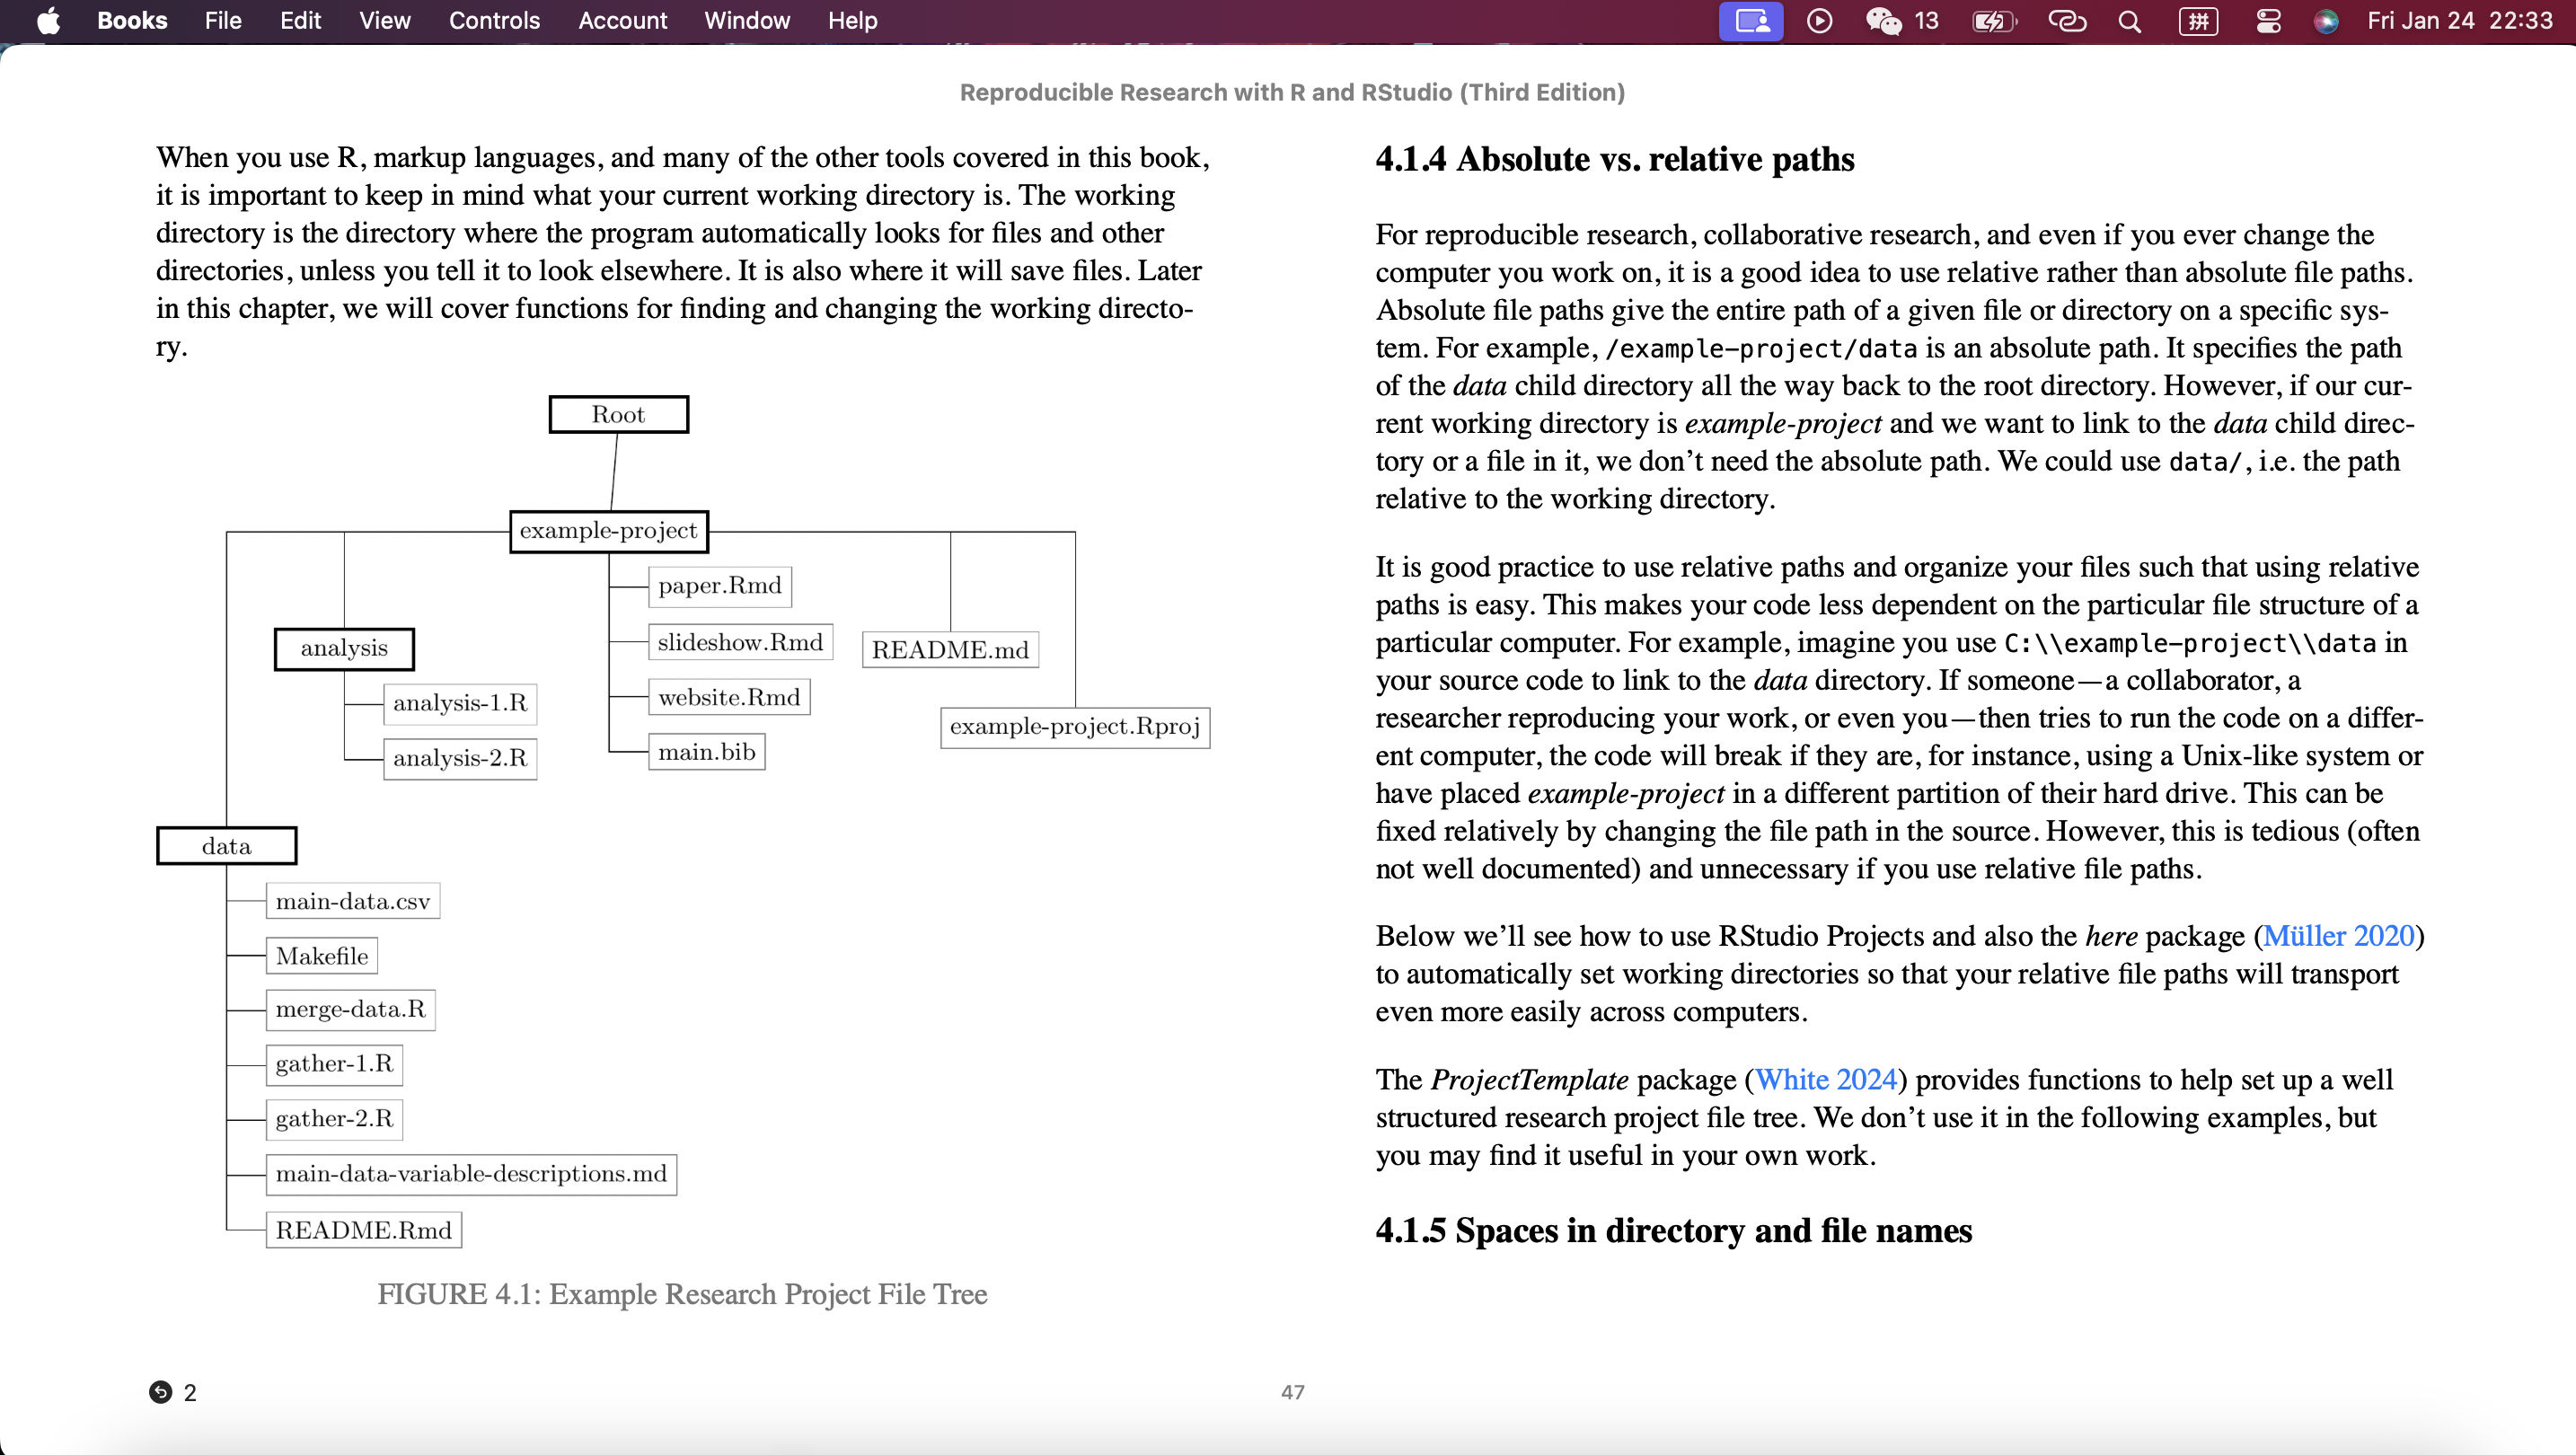 Books File Edit View Controls Account Window Help 13 拼 Fri Jan 24 22:33
Reproducible Research with R and RStudio (Third Edition)
When you use R, markup languages, and many of the other tools covered in this book,
it is important to keep in mind what your current working directory is. The working
directory is the directory where the program automatically looks for files and other
directories, unless you tell it to look elsewhere. It is also where it will save files. Later
in this chapter, we will cover functions for finding and changing the working directo-
ry.
Root
example-project
paper.Rmd
slideshow.Rmd
website.Rmd
main.bib
README.md
example-project.Rproj
analysis
analysis-1.R
analysis-2.R
data
main-data.csv
Makefile
merge-data.R
gather-1.R
gather-2.R
main-data-variable-descriptions.md
README.Rmd
FIGURE 4.1: Example Research Project File Tree
4.1.4 Absolute vs. relative paths
For reproducible research, collaborative research, and even if you ever change the
computer you work on, it is a good idea to use relative rather than absolute file paths.
Absolute file paths give the entire path of a given file or directory on a specific sys-
tem. For example, /example-project/data is an absolute path. It specifies the path
of the data child directory all the way back to the root directory. However, if our cur-
rent working directory is example-project and we want to link to the data child direc-
tory or a file in it, we don’t need the absolute path. We could use data/, i.e. the path
relative to the working directory.
It is good practice to use relative paths and organize your files such that using relative
paths is easy. This makes your code less dependent on the particular file structure of a
particular computer. For example, imagine you use C:\\example-project\\data in
your source code to link to the data directory. If someone—a collaborator, a
researcher reproducing your work, or even you—then tries to run the code on a differ-
ent computer, the code will break if they are, for instance, using a Unix-like system or
have placed example-project in a different partition of their hard drive. This can be
fixed relatively by changing the file path in the source. However, this is tedious (often
not well documented) and unnecessary if you use relative file paths.
Below we’ll see how to use RStudio Projects and also the here package (Müller 2020)
to automatically set working directories so that your relative file paths will transport
even more easily across computers.
The ProjectTemplate package (White 2024) provides functions to help set up a well
structured research project file tree. We don’t use it in the following examples, but
you may find it useful in your own work.
4.1.5 Spaces in directory and file names
2
47